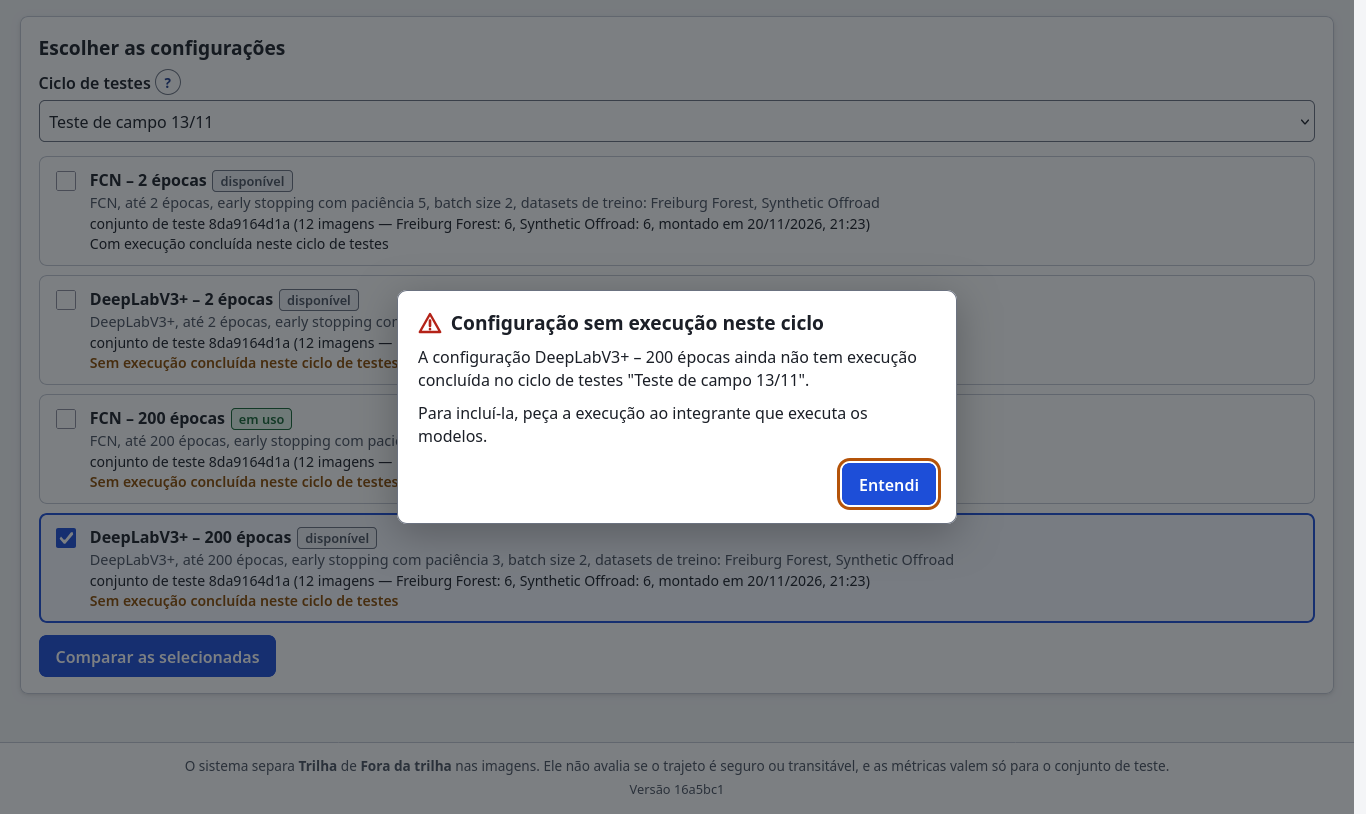 Escolher as configurações
Ciclo de testes ?
Teste de campo 13/11
FCN – 2 épocas disponível
FCN, até 2 épocas, early stopping com paciência 5, batch size 2, datasets de treino: Freiburg Forest, Synthetic Offroad
conjunto de teste 8da9164d1a (12 imagens — Freiburg Forest: 6, Synthetic Offroad: 6, montado em 20/11/2026, 21:23)
Com execução concluída neste ciclo de testes
DeepLabV3+ – 2 épocas disponível
DeepLabV3+, até 2 épocas, early stopping
conjunto de teste 8da9164d1a (12 imagens —
Sem execução concluída neste ciclo de testes
FCN – 200 épocas em uso
FCN, até 200 épocas, early stopping com
conjunto de teste 8da9164d1a (12 imagens —
Sem execução concluída neste ciclo de testes
Configuração sem execução neste ciclo
A configuração DeepLabV3+ – 200 épocas ainda não tem execução
concluída no ciclo de testes "Teste de campo 13/11".
Para incluí-la, peça a execução ao integrante que executa os
modelos.
Entendi
DeepLabV3+ – 200 épocas disponível
DeepLabV3+, até 200 épocas, early stopping com paciência 3, batch size 2, datasets de treino: Freiburg Forest, Synthetic Offroad
conjunto de teste 8da9164d1a (12 imagens — Freiburg Forest: 6, Synthetic Offroad: 6, montado em 20/11/2026, 21:23)
Sem execução concluída neste ciclo de testes
Comparar as selecionadas
O sistema separa Trilha de Fora da trilha nas imagens. Ele não avalia se o trajeto é seguro ou transitável, e as métricas valem só para o conjunto de teste.
Versão 16a5bc1